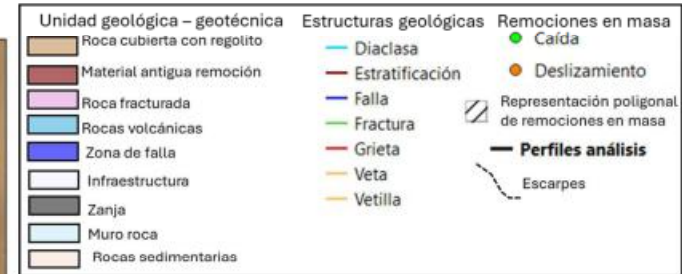 Unidad geológica – geotécnica
Roca cubierta con regolito
Material antigua remoción
Roca fracturada
Rocas volcánicas
Zona de falla
Infraestructura
Zanja
Muro roca
Rocas sedimentarias
Estructuras geológicas
Diaclasa
Estratificación
Falla
Fractura
Grieta
Veta
Vetilla
Remociones en masa
Caída
Deslizamiento
Representación poligonal
de remociones en masa
Perfiles análisis
Escarpes